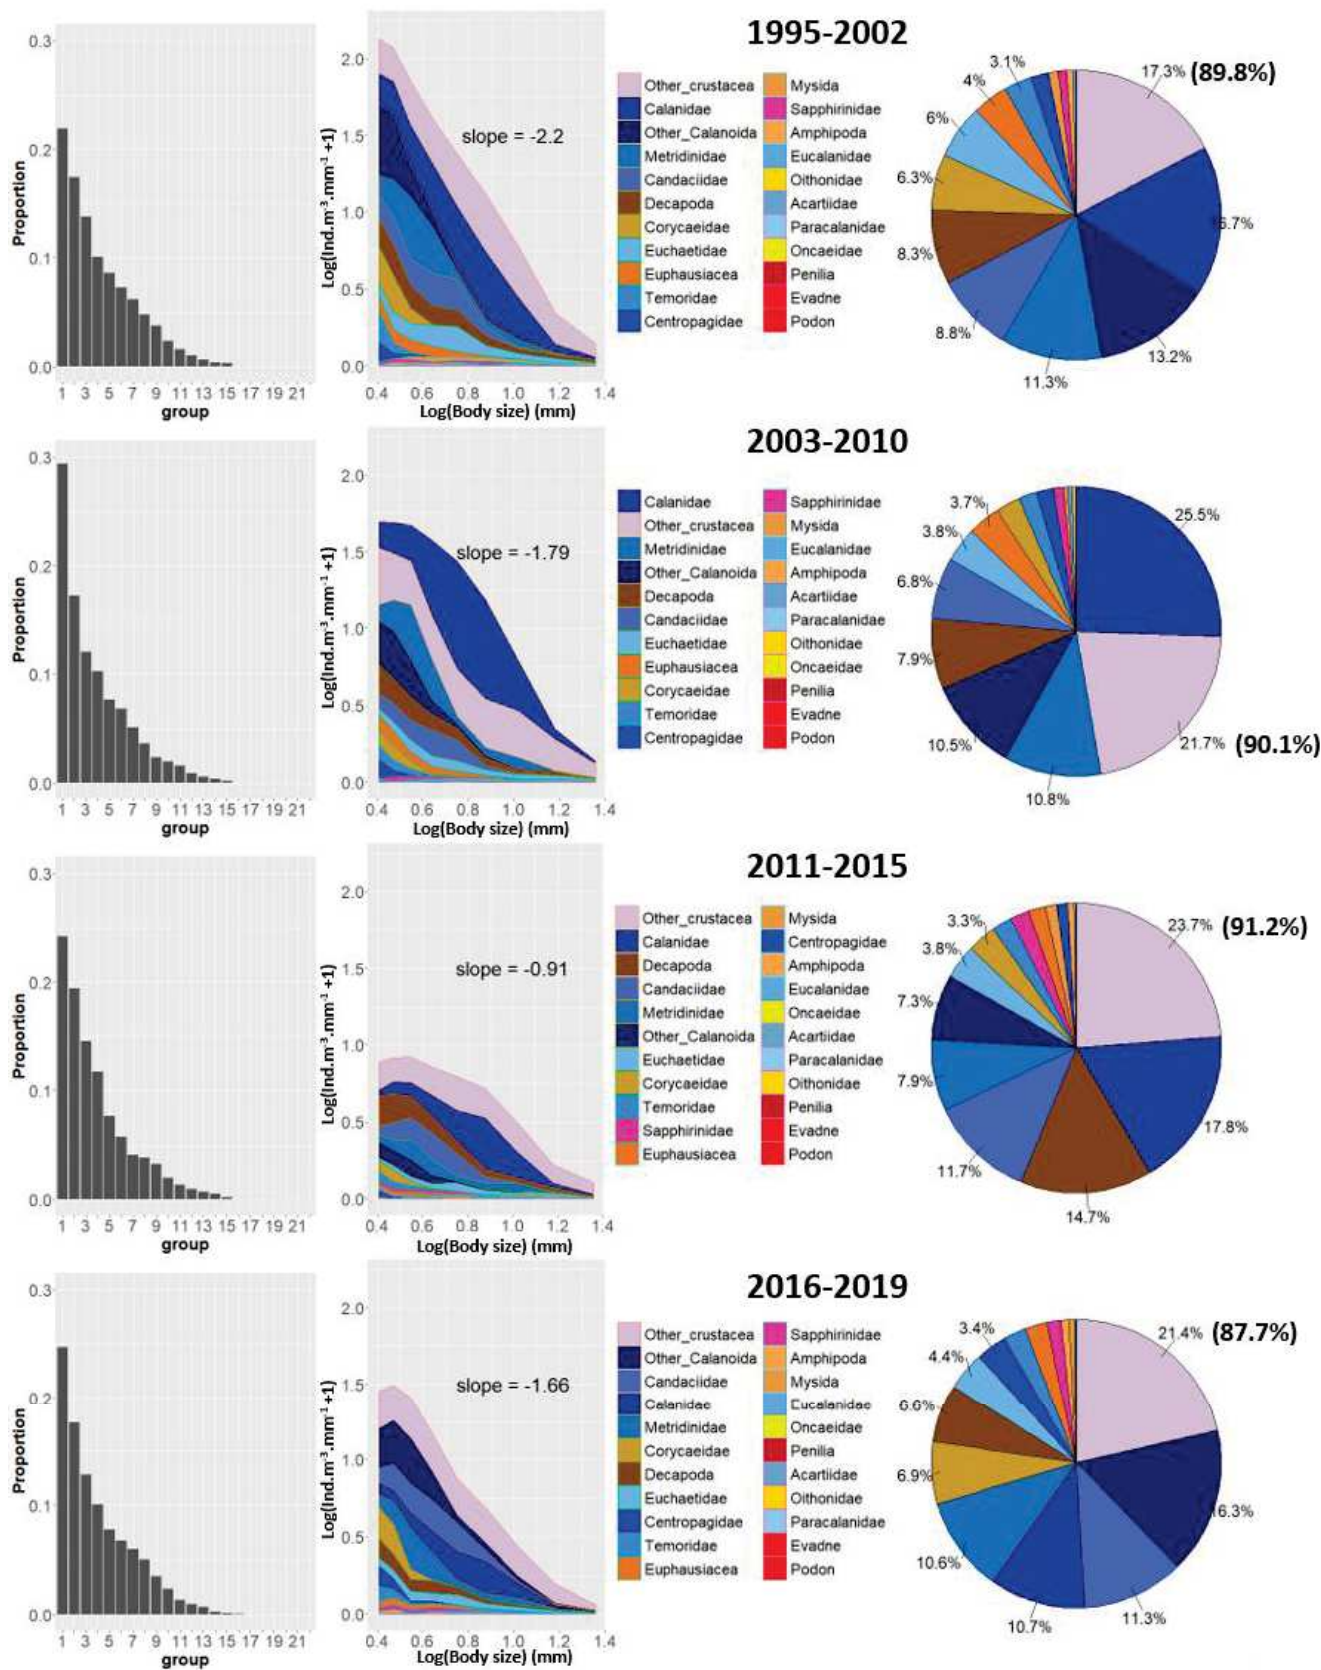 1995-2002
0.3
0.2
0.1
0.0
Proportion
1 3 5 7 9 11 13 15 17 19 21
group
2.0
1.5
1.0
0.5
0.0
Log(Ind.m⁻³.mm⁻¹ +1)
slope = -2.2
0.4 0.6 0.8 1.0 1.2 1.4
Log(Body size) (mm)
Other_crustacea
Calanidae
Other_Calanoida
Metridinidae
Candaciidae
Decapoda
Corycaeidae
Euchaetidae
Euphausiacea
Temoridae
Centropagidae
Mysida
Sapphirinidae
Amphipoda
Eucalanidae
Oithonidae
Acartiidae
Paracalanidae
Oncaeidae
Penilia
Evadne
Podon
17.3% (89.8%)
16.7%
13.2%
11.3%
8.8%
8.3%
6.3%
6%
4%
3.1%
2003-2010
0.3
0.2
0.1
0.0
Proportion
1 3 5 7 9 11 13 15 17 19 21
group
2.0
1.5
1.0
0.5
0.0
Log(Ind.m⁻³.mm⁻¹ +1)
slope = -1.79
0.4 0.6 0.8 1.0 1.2 1.4
Log(Body size) (mm)
Calanidae
Other_crustacea
Metridinidae
Other_Calanoida
Decapoda
Candaciidae
Euchaetidae
Euphausiacea
Corycaeidae
Temoridae
Centropagidae
Sapphirinidae
Mysida
Eucalanidae
Amphipoda
Acartiidae
Paracalanidae
Oithonidae
Oncaeidae
Penilia
Evadne
Podon
25.5%
21.7% (90.1%)
10.8%
10.5%
7.9%
6.8%
3.8%
3.7%
2011-2015
0.3
0.2
0.1
0.0
Proportion
1 3 5 7 9 11 13 15 17 19 21
group
2.0
1.5
1.0
0.5
0.0
Log(Ind.m⁻³.mm⁻¹ +1)
slope = -0.91
0.4 0.6 0.8 1.0 1.2 1.4
Log(Body size) (mm)
Other_crustacea
Calanidae
Decapoda
Candaciidae
Metridinidae
Other_Calanoida
Euchaetidae
Corycaeidae
Temoridae
Sapphirinidae
Euphausiacea
Mysida
Centropagidae
Amphipoda
Eucalanidae
Oncaeidae
Acartiidae
Paracalanidae
Oithonidae
Penilia
Evadne
Podon
23.7% (91.2%)
17.8%
14.7%
11.7%
7.9%
7.3%
3.8%
3.3%
2016-2019
0.3
0.2
0.1
0.0
Proportion
1 3 5 7 9 11 13 15 17 19 21
group
2.0
1.5
1.0
0.5
0.0
Log(Ind.m⁻³.mm⁻¹ +1)
slope = -1.66
0.4 0.6 0.8 1.0 1.2 1.4
Log(Body size) (mm)
Other_crustacea
Other_Calanoida
Candaciidae
Calanidae
Metridinidae
Corycaeidae
Decapoda
Euchaetidae
Centropagidae
Temoridae
Euphausiacea
Sapphirinidae
Amphipoda
Mysida
Eucalanidae
Oncaeidae
Penilia
Acartiidae
Oithonidae
Paracalanidae
Evadne
Podon
21.4% (87.7%)
16.3%
11.3%
10.7%
10.6%
6.9%
6.6%
4.4%
3.4%